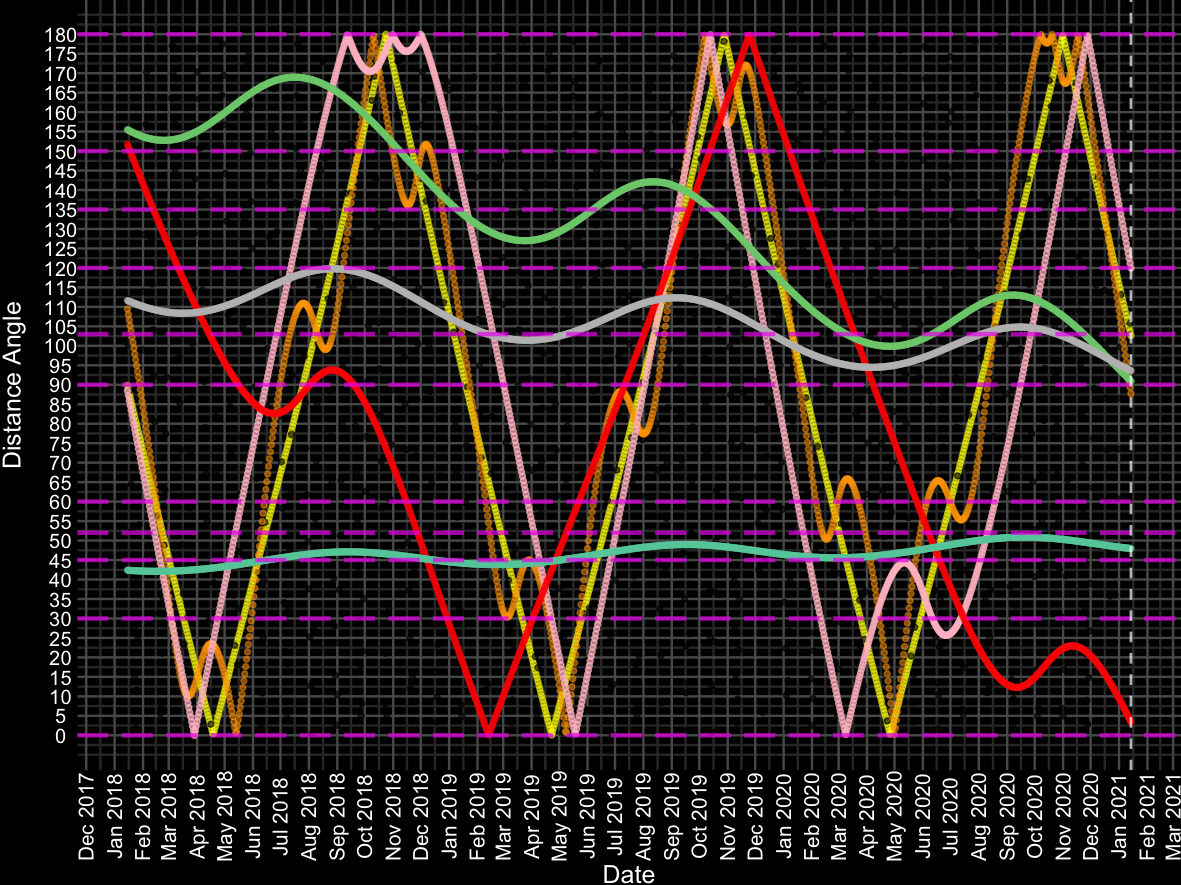 180
175
170
165
160
155
150
145
140
135
130
125
120
115
110
105
100
95
90
85
80
75
70
65
60
55
50
45
40
35
30
25
20
15
10
5
0
Distance Angle
Dec 2017
Jan 2018
Feb 2018
Mar 2018
Apr 2018
May 2018
Jun 2018
Jul 2018
Aug 2018
Sep 2018
Oct 2018
Nov 2018
Dec 2018
Jan 2019
Feb 2019
Mar 2019
Apr 2019
May 2019
Jun 2019
Jul 2019
Aug 2019
Sep 2019
Oct 2019
Nov 2019
Dec 2019
Jan 2020
Feb 2020
Mar 2020
Apr 2020
May 2020
Jun 2020
Jul 2020
Aug 2020
Sep 2020
Oct 2020
Nov 2020
Dec 2020
Jan 2021
Feb 2021
Mar 2021
Date